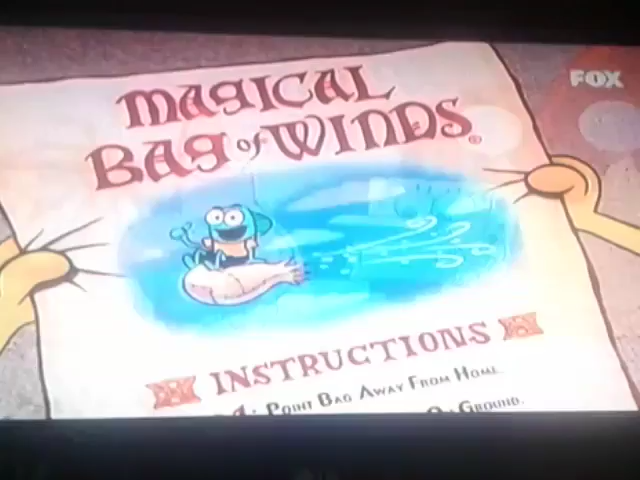 FOX
MAGICAL
BAG of WINDS®
INSTRUCTIONS
1: POINT BAG AWAY FROM HOME.
GROUND.